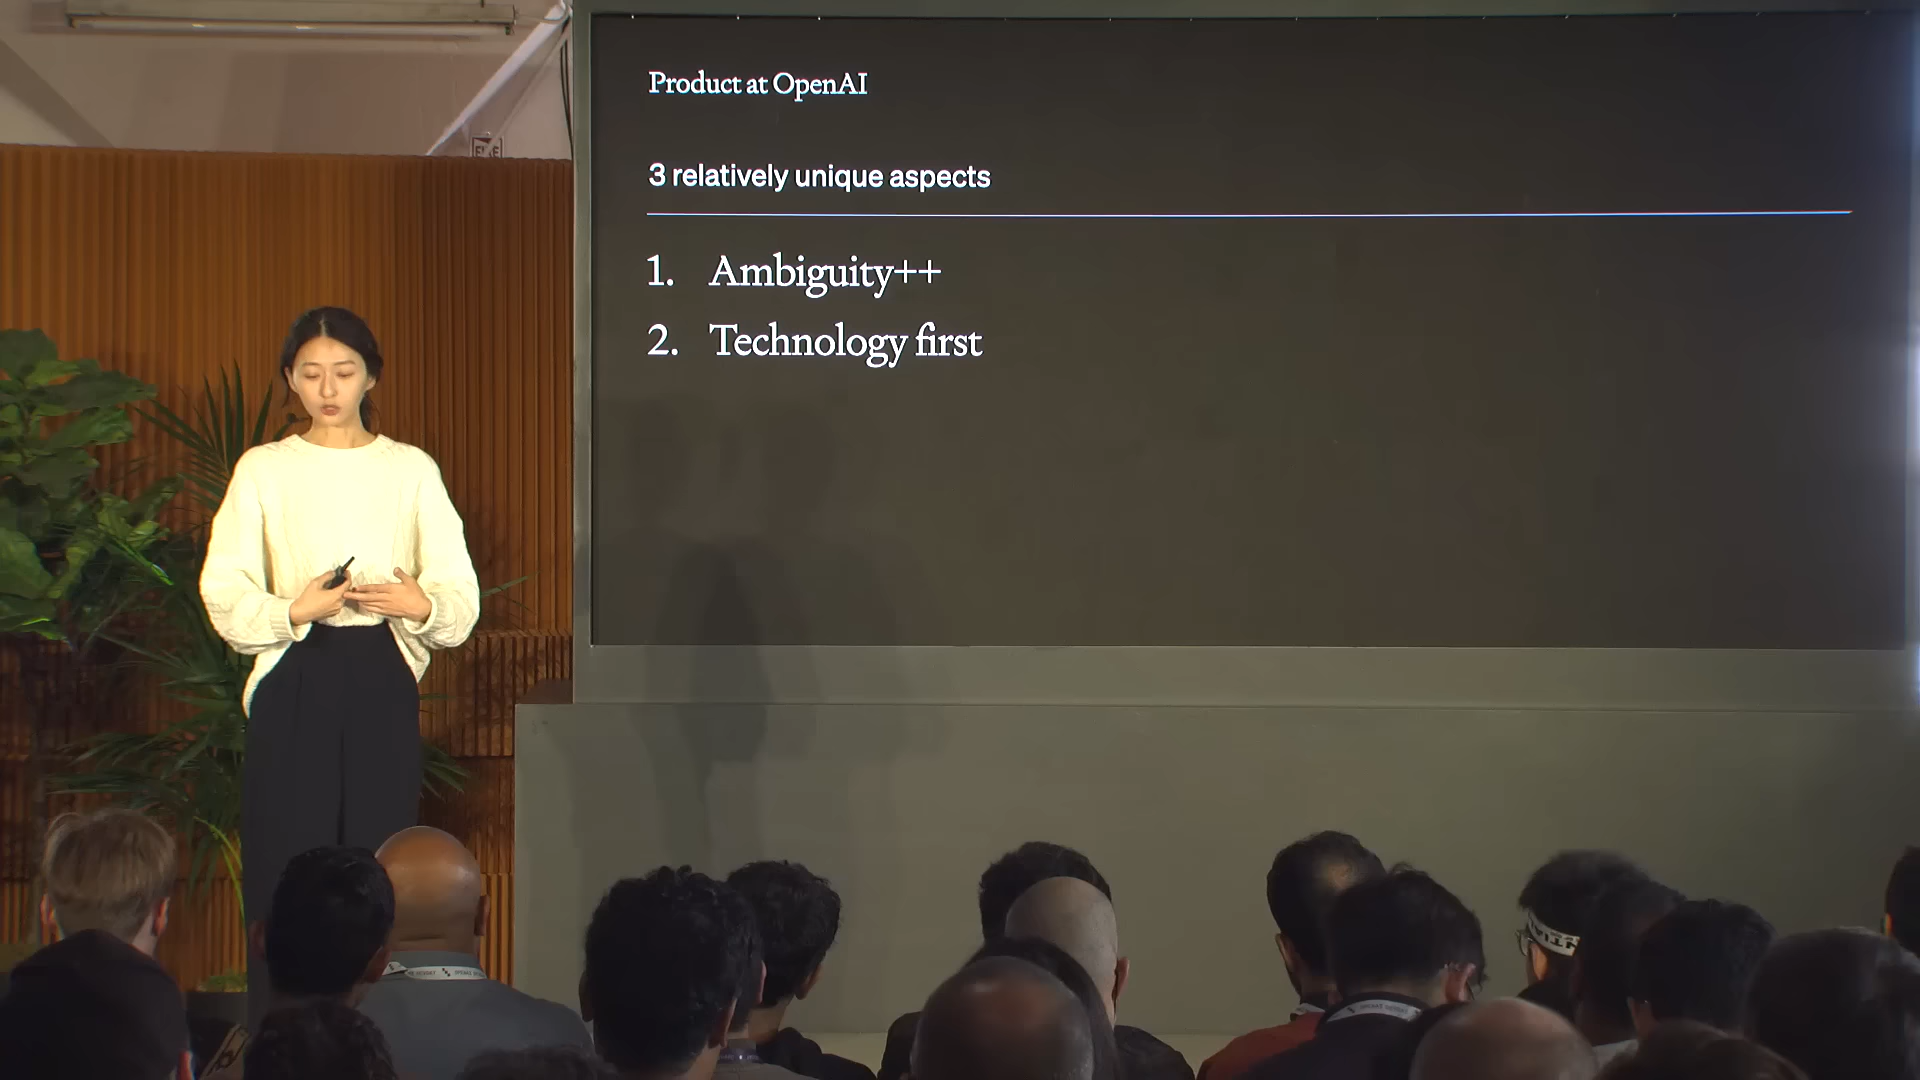 Product at OpenAI
3 relatively unique aspects
1. Ambiguity++
2. Technology first